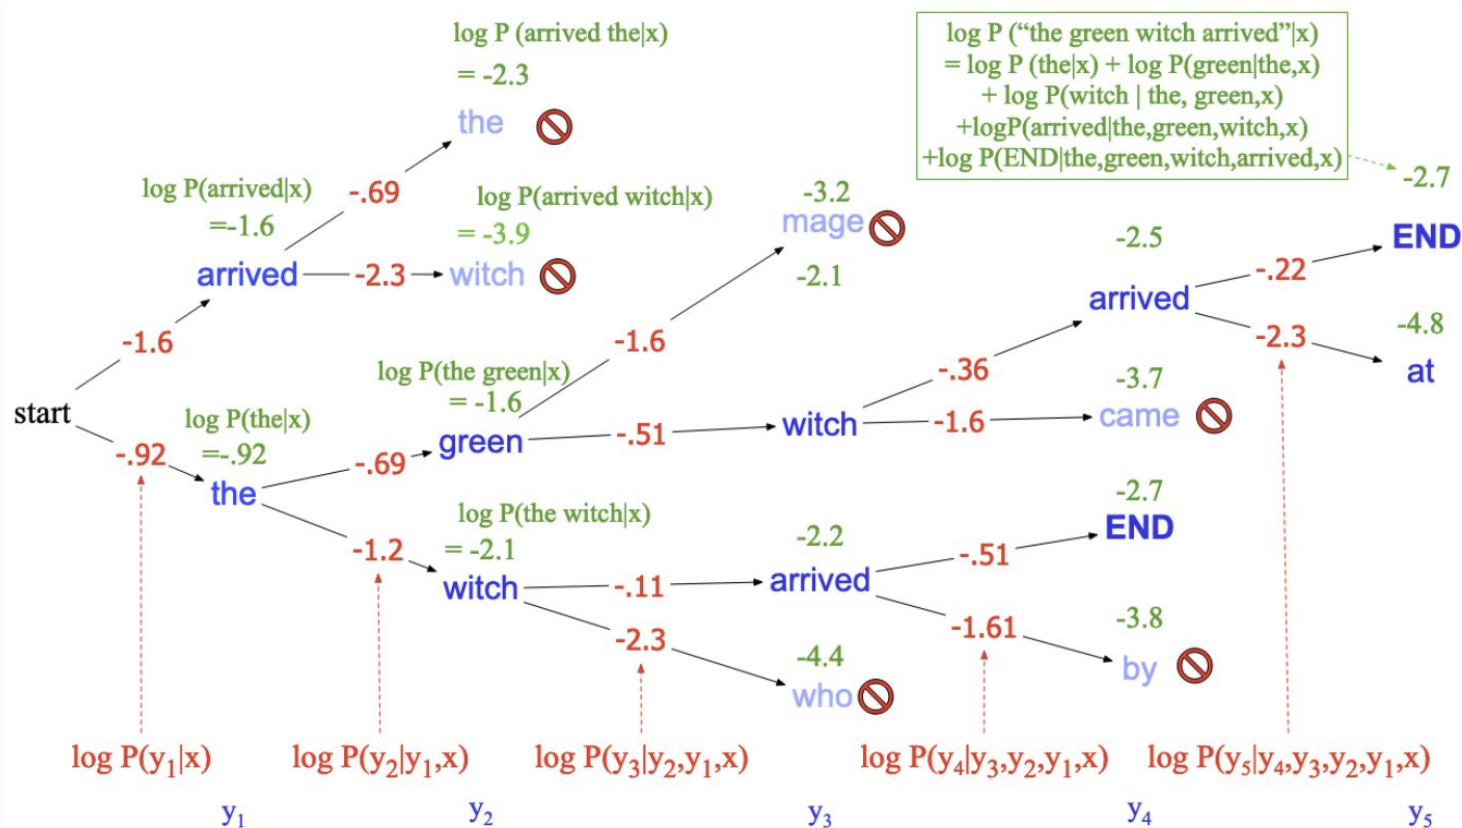 log P (arrived the|x)
= -2.3
the
log P (“the green witch arrived”|x)
= log P (the|x) + log P(green|the,x)
+ log P(witch | the, green,x)
+logP(arrived|the,green,witch,x)
+log P(END|the,green,witch,arrived,x)
-2.7
END
log P(arrived|x)
=-1.6
arrived
-.69
log P(arrived witch|x)
= -3.9
-2.3
witch
-3.2
mage
-2.1
-2.5
arrived
-.22
-2.3
-4.8
at
-1.6
-1.6
log P(the green|x)
= -1.6
green
-.36
-3.7
came
start
log P(the|x)
=-.92
-.92
the
-.69
-.51
witch
-1.6
log P(the witch|x)
= -2.1
-1.2
witch
-2.2
arrived
-.11
-2.3
-2.7
END
-.51
-1.61
-3.8
by
-4.4
who
log P(y1|x)
log P(y2|y1,x)
log P(y3|y2,y1,x)
log P(y4|y3,y2,y1,x)
log P(y5|y4,y3,y2,y1,x)
y1
y2
y3
y4
y5